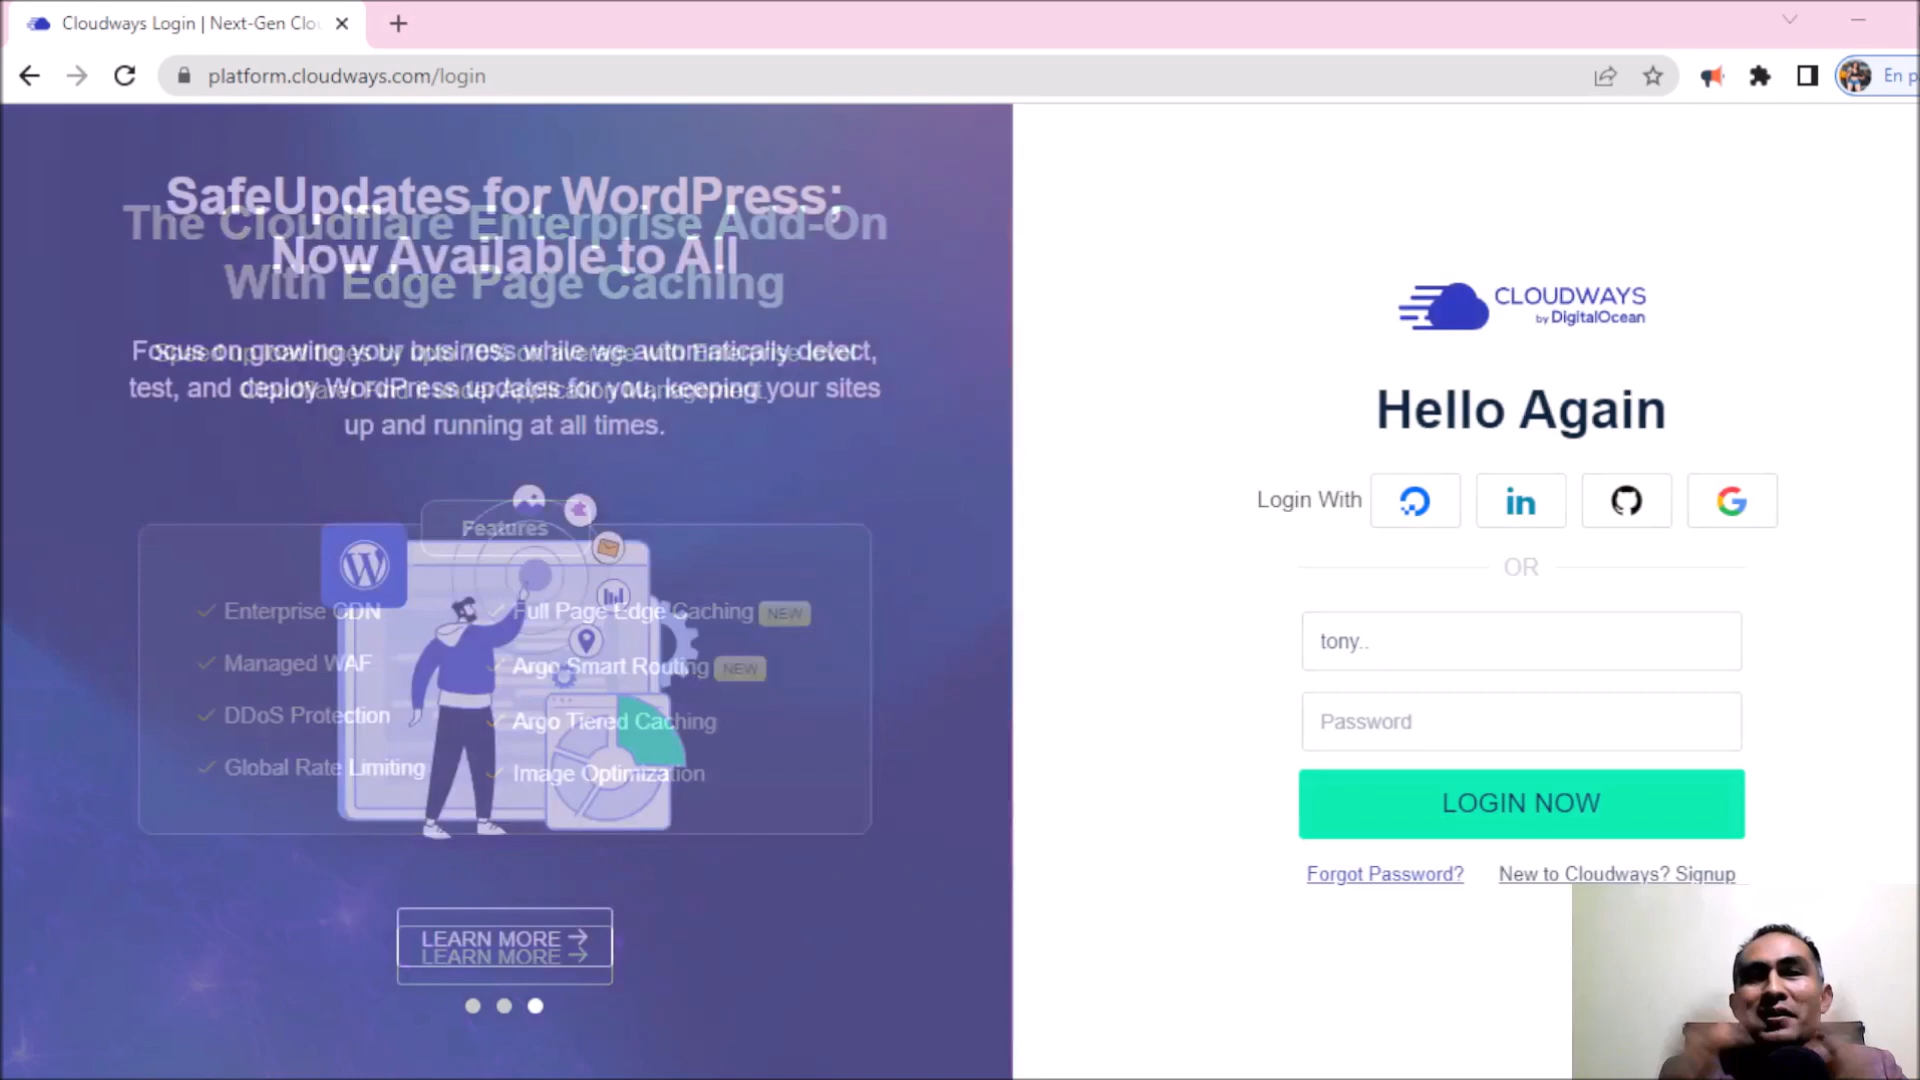 Cloudways Login | Next-Gen Clo
platform.cloudways.com/login
En p
SafeUpdates for WordPress:
Now Available to All
The Cloudflare Enterprise Add-On
With Edge Page Caching
Focus on growing your business while we automatically detect,
test, and deploy WordPress updates for you, keeping your sites
up and running at all times.
Features
Enterprise CDN
Managed WAF
DDoS Protection
Global Rate Limiting
Full Page Edge Caching NEW
Argo Smart Routing NEW
Argo Tiered Caching
Image Optimization
LEARN MORE
LEARN MORE
CLOUDWAYS
by DigitalOcean
Hello Again
Login With
in
OR
tony..
Password
LOGIN NOW
Forgot Password? New to Cloudways? Signup